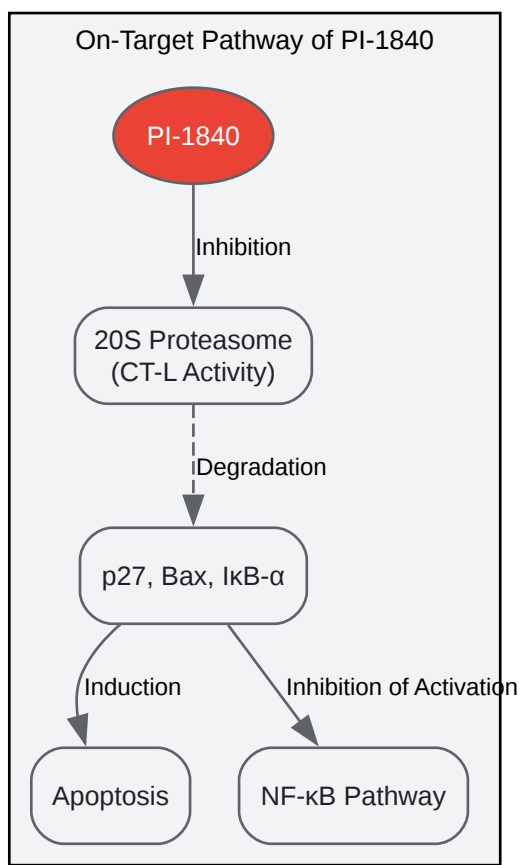 On-Target Pathway of PI-1840
PI-1840
Inhibition
20S Proteasome
(CT-L Activity)
Degradation
p27, Bax, IκB-α
Induction
Inhibition of Activation
Apoptosis
NF-κB Pathway